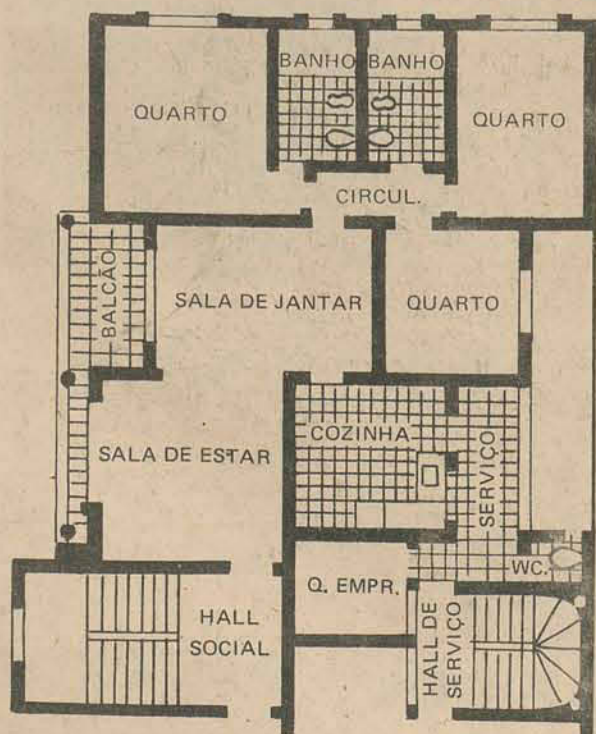 BANHO
BANHO
QUARTO
QUARTO
CIRCUL.
BALCÃO
SALA DE JANTAR
QUARTO
SALA DE ESTAR
COZINHA
SERVIÇO
WC.
Q. EMPR.
HALL
SOCIAL
HALL DE
SERVIÇO